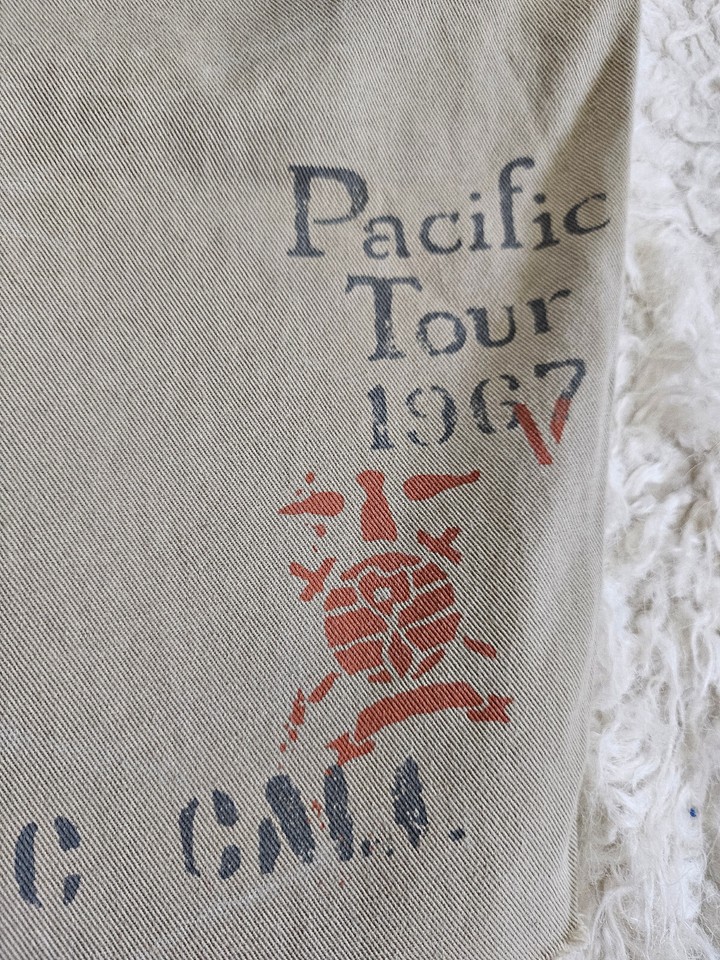 Pacific
Tour
1967
V
C C.M.I.